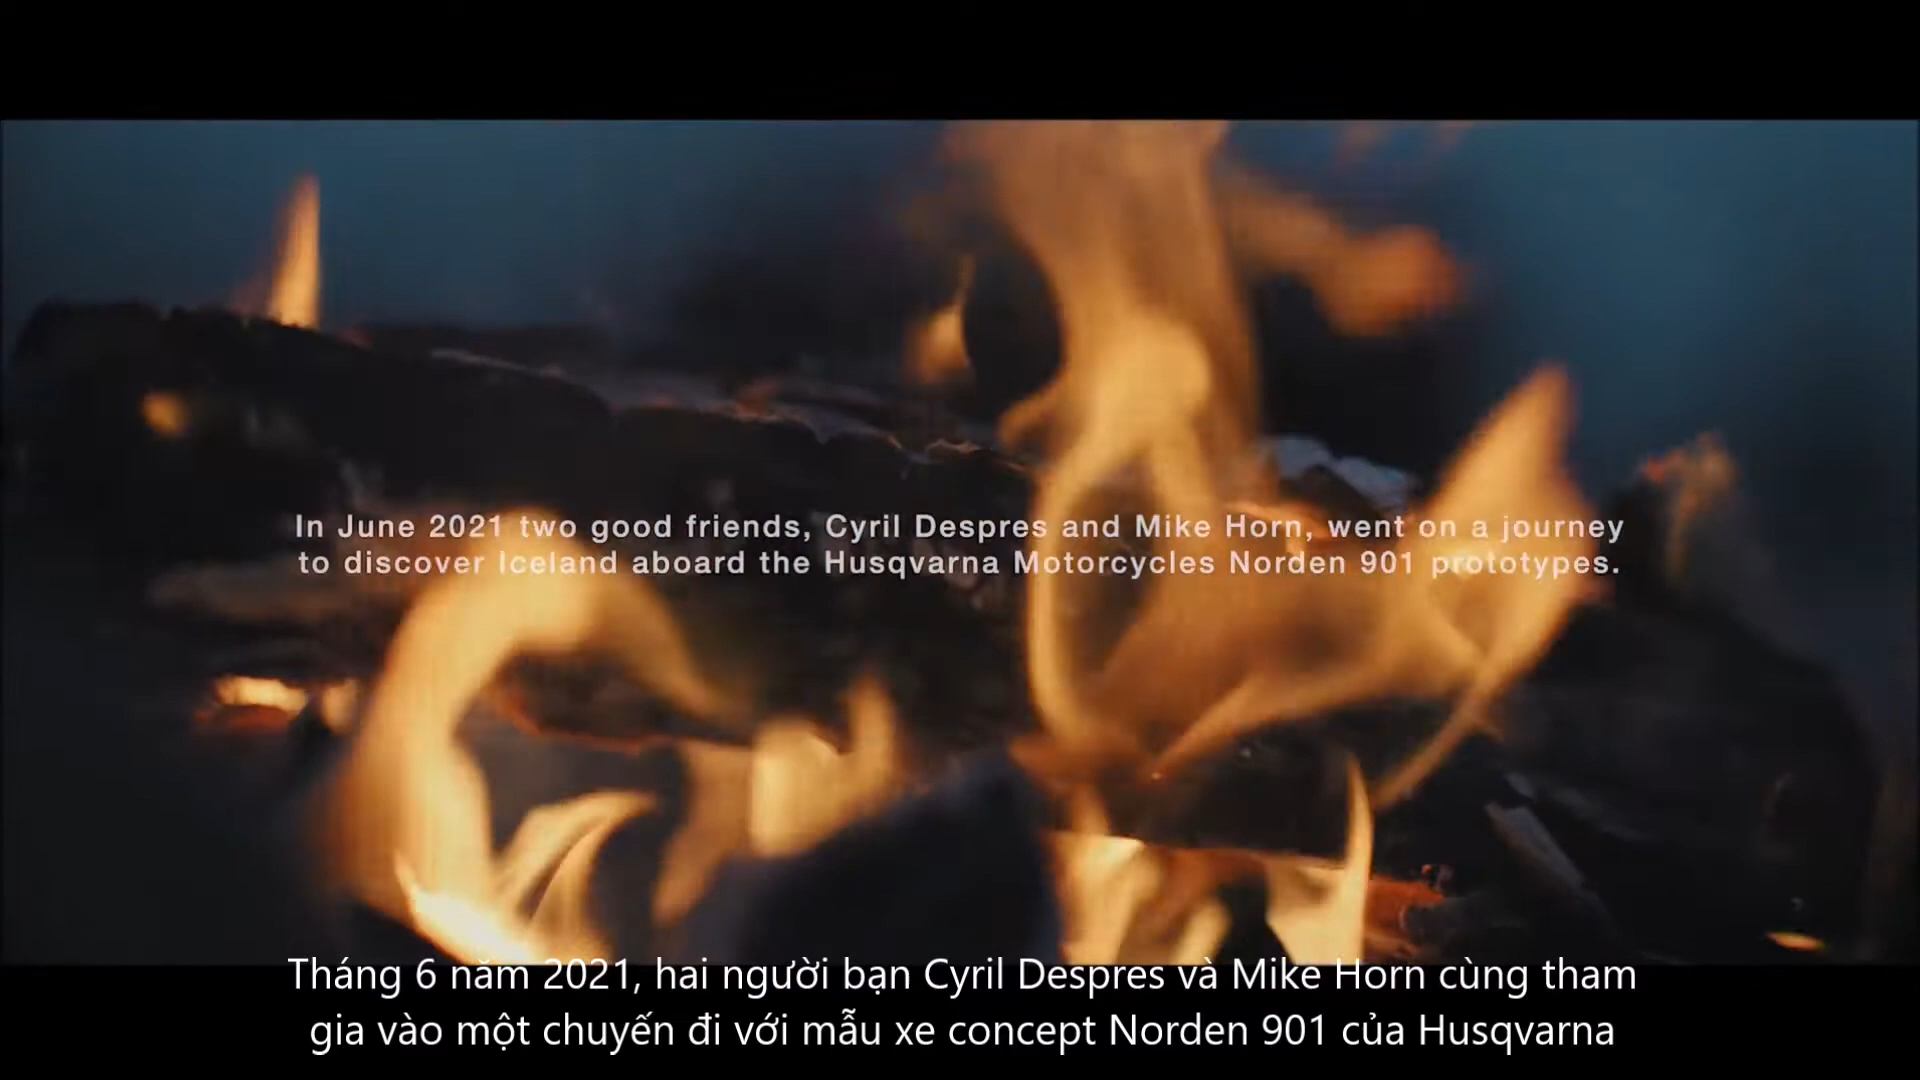 In June 2021 two good friends, Cyril Despres and Mike Horn, went on a journey
to discover Iceland aboard the Husqvarna Motorcycles Norden 901 prototypes.
Tháng 6 năm 2021, hai người bạn Cyril Despres và Mike Horn cùng tham
gia vào một chuyến đi với mẫu xe concept Norden 901 của Husqvarna